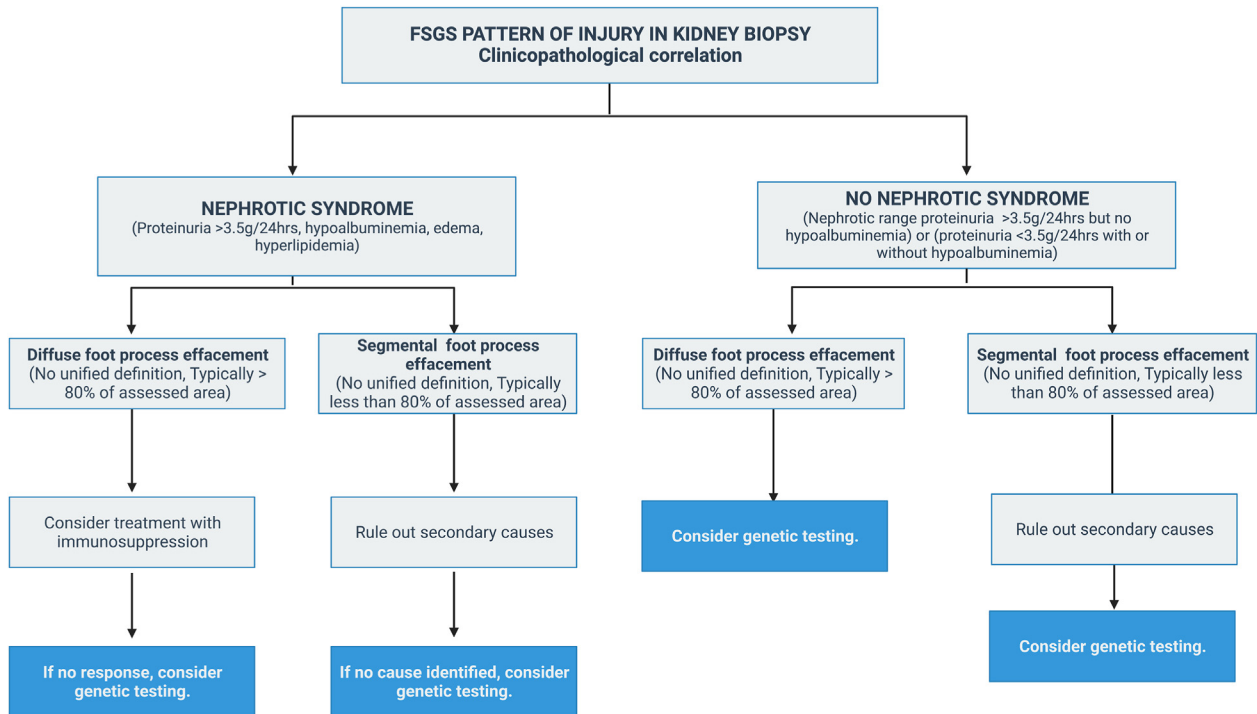 FSGS PATTERN OF INJURY IN KIDNEY BIOPSY
Clinicopathological correlation
NEPHROTIC SYNDROME
(Proteinuria >3.5g/24hrs, hypoalbuminemia, edema,
hyperlipidemia)
NO NEPHROTIC SYNDROME
(Nephrotic range proteinuria >3.5g/24hrs but no
hypoalbuminemia) or (proteinuria <3.5g/24hrs with or
without hypoalbuminemia)
Diffuse foot process effacement
(No unified definition, Typically >
80% of assessed area)
Segmental foot process
effacement
(No unified definition, Typically
less than 80% of assessed area)
Diffuse foot process effacement
(No unified definition, Typically >
80% of assessed area)
Segmental foot process effacement
(No unified definition, Typically less
than 80% of assessed area)
Consider treatment with
immunosuppression
Rule out secondary causes
Consider genetic testing.
Rule out secondary causes
If no response, consider
genetic testing.
If no cause identified, consider
genetic testing.
Consider genetic testing.